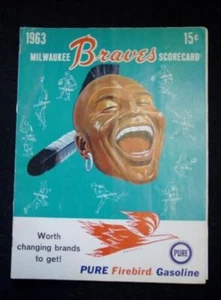 1963 15¢
MILWAUKEE Braves SCORECARD
Worth
changing brands
to get!
PURE
PURE Firebird Gasoline